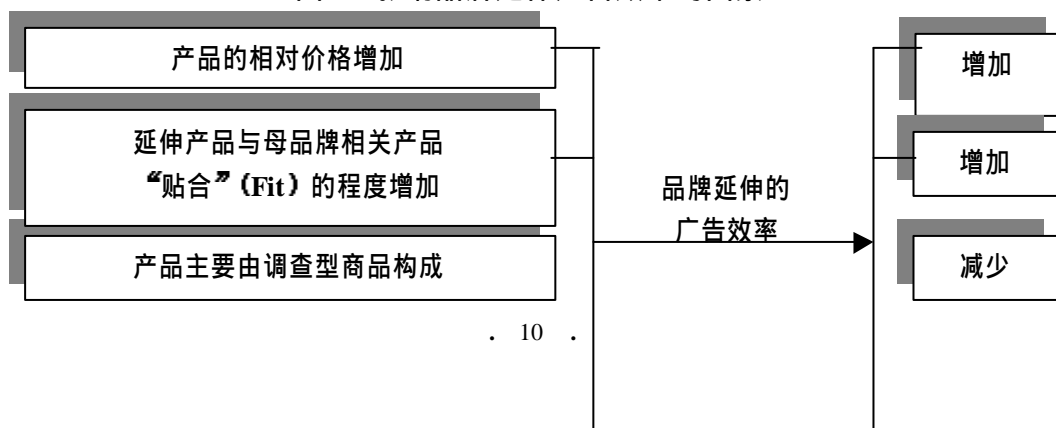 产品的相对价格增加
增加
延伸产品与母品牌相关产品
“贴合”(Fit)的程度增加
增加
品牌延伸的
广告效率
产品主要由调查型商品构成
减少
. 10 .